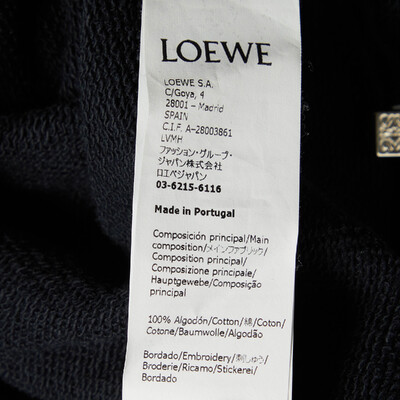 LOEWE
LOEWE S.A.
C/Goya, 4
28001 – Madrid
SPAIN
C.I.F. A-28003861
LVMH
ファッション・グループ・
ジャパン株式会社
ロエベジャパン
03-6215-6116
Made in Portugal
Composición principal/Main
composition/メインファブリック/
Composition principal/
Composizione principale/
Hauptgewebe/Composição
principal
100% Algodón/Cotton/綿/Coton/
Cotone/Baumwolle/Algodão
Bordado/Embroidery/刺しゅう/
Broderie/Ricamo/Stickerei/
Bordado